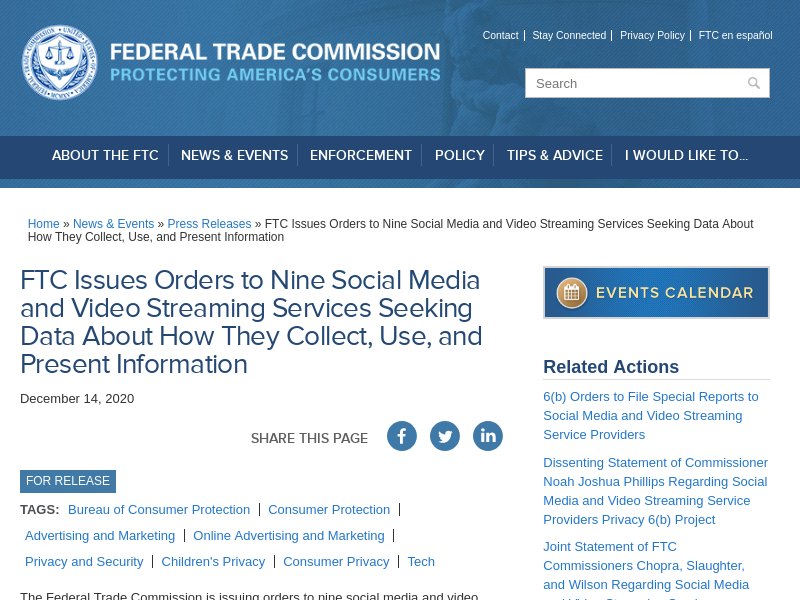 Contact | Stay Connected | Privacy Policy | FTC en español
FEDERAL TRADE COMMISSION
PROTECTING AMERICA'S CONSUMERS
Search
ABOUT THE FTC
NEWS & EVENTS
ENFORCEMENT
POLICY
TIPS & ADVICE
I WOULD LIKE TO...
Home » News & Events » Press Releases » FTC Issues Orders to Nine Social Media and Video Streaming Services Seeking Data About
How They Collect, Use, and Present Information
FTC Issues Orders to Nine Social Media
and Video Streaming Services Seeking
Data About How They Collect, Use, and
Present Information
December 14, 2020
SHARE THIS PAGE
FOR RELEASE
TAGS: Bureau of Consumer Protection | Consumer Protection |
Advertising and Marketing | Online Advertising and Marketing |
Privacy and Security | Children's Privacy | Consumer Privacy | Tech
The Federal Trade Commission is issuing orders to nine social media and video
EVENTS CALENDAR
Related Actions
6(b) Orders to File Special Reports to
Social Media and Video Streaming
Service Providers
Dissenting Statement of Commissioner
Noah Joshua Phillips Regarding Social
Media and Video Streaming Service
Providers Privacy 6(b) Project
Joint Statement of FTC
Commissioners Chopra, Slaughter,
and Wilson Regarding Social Media